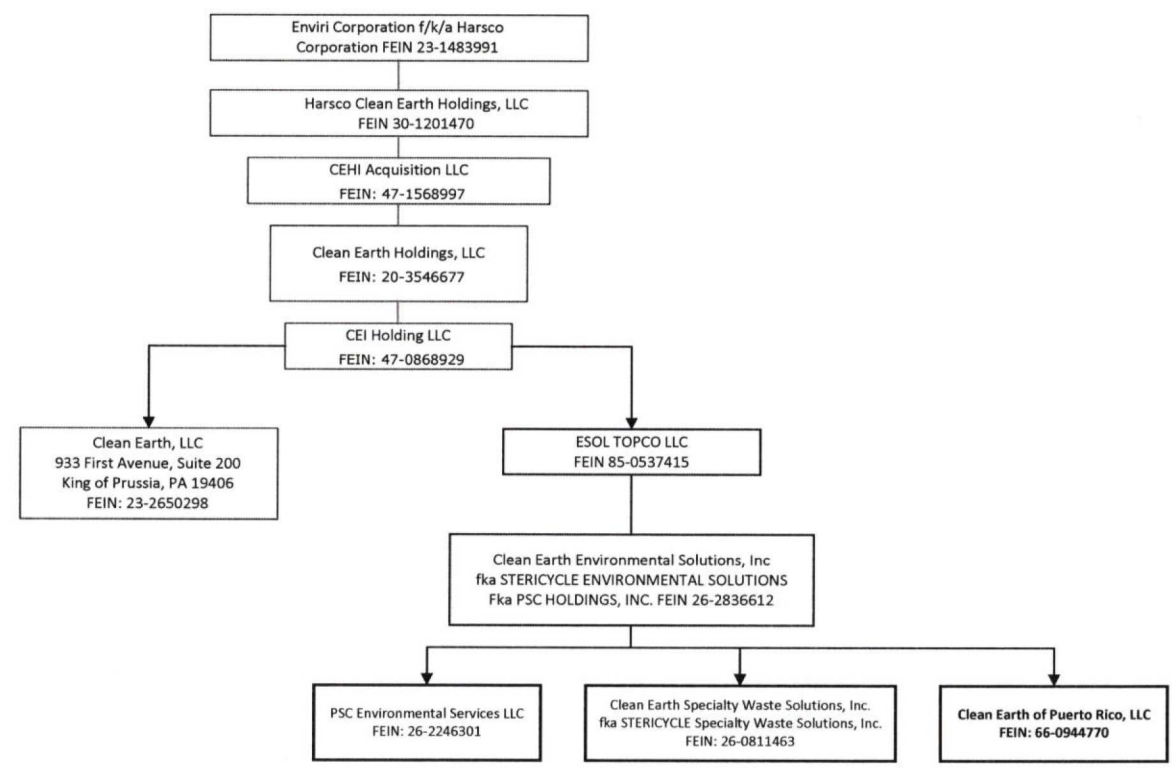 Enviri Corporation f/k/a Harsco
Corporation FEIN 23-1483991
Harsco Clean Earth Holdings, LLC
FEIN 30-1201470
CEHI Acquisition LLC
FEIN: 47-1568997
Clean Earth Holdings, LLC
FEIN: 20-3546677
CEI Holding LLC
FEIN: 47-0868929
Clean Earth, LLC
933 First Avenue, Suite 200
King of Prussia, PA 19406
FEIN: 23-2650298
ESOL TOPCO LLC
FEIN 85-0537415
Clean Earth Environmental Solutions, Inc
fka STERICYCLE ENVIRONMENTAL SOLUTIONS
Fka PSC HOLDINGS, INC. FEIN 26-2836612
PSC Environmental Services LLC
FEIN: 26-2246301
Clean Earth Specialty Waste Solutions, Inc.
fka STERICYCLE Specialty Waste Solutions, Inc.
FEIN: 26-0811463
Clean Earth of Puerto Rico, LLC
FEIN: 66-0944770